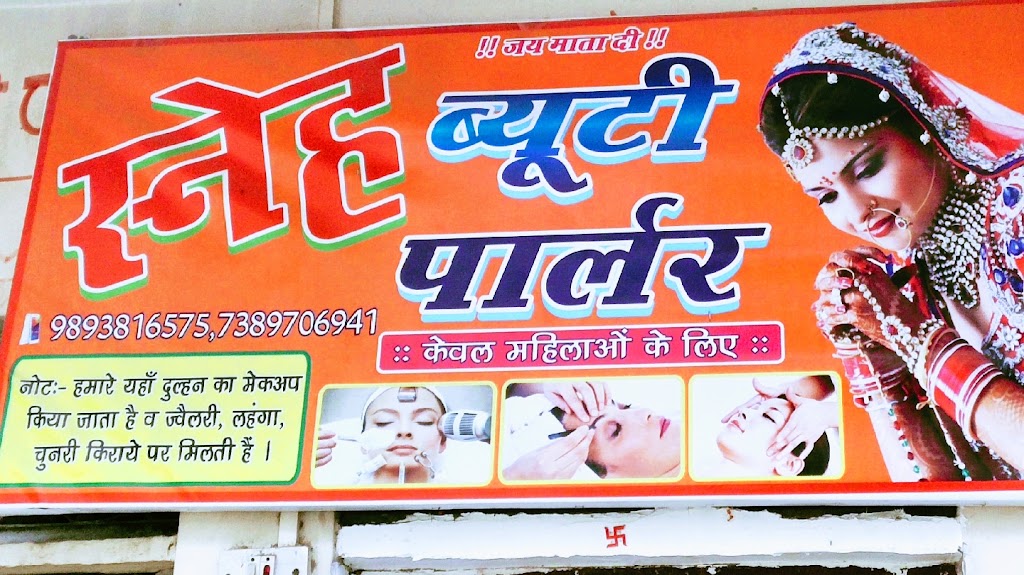 !! जय माता दी !!
स्नेह ब्यूटी
पार्लर
9893816575,7389706941
:: केवल महिलाओं के लिए ::
नोटः- हमारे यहाँ दुल्हन का मेकअप
किया जाता है व ज्वैलरी, लहंगा,
चुनरी किराये पर मिलती हैं ।